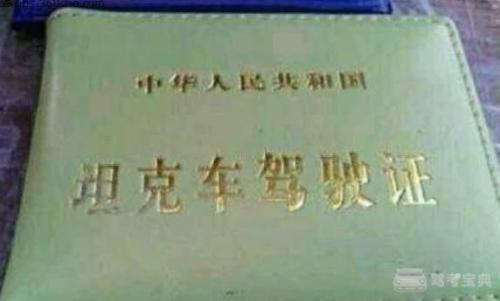 中华人民共和国
坦克车驾驶证
驾考宝典